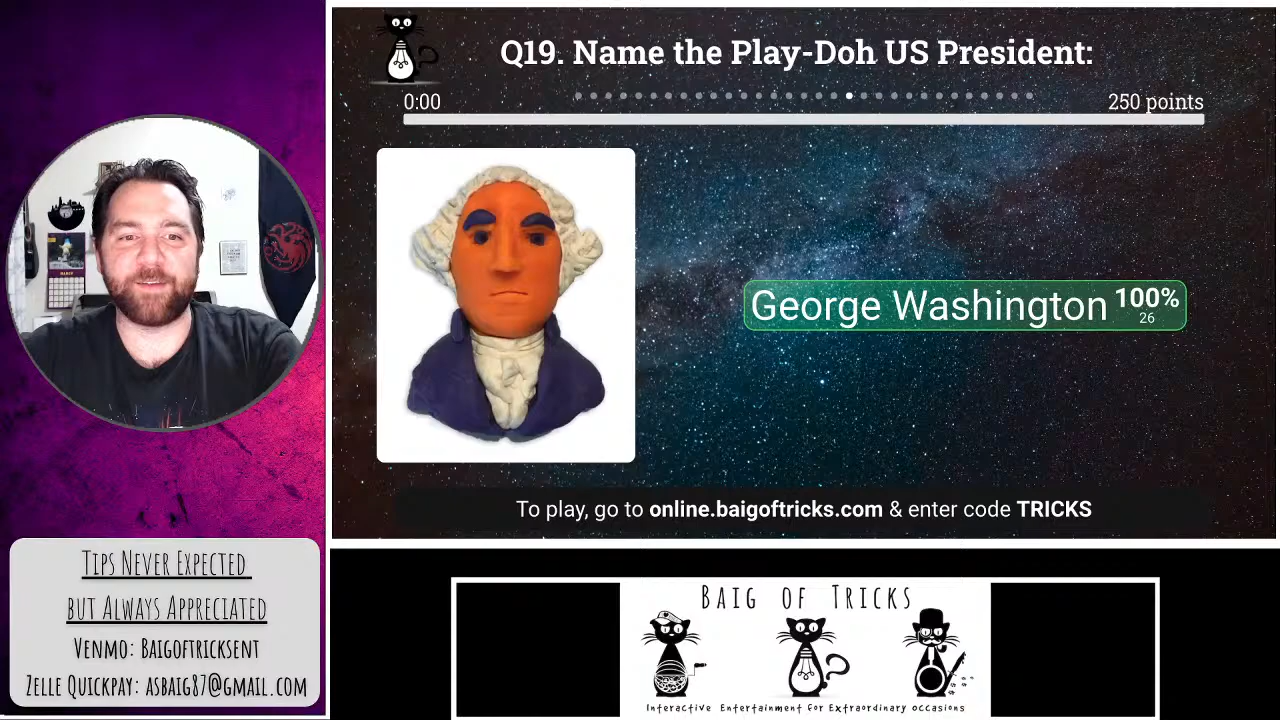 Q19. Name the Play-Doh US President:
0:00
250 points
George Washington 100%
26
To play, go to online.baigoftricks.com & enter code TRICKS
Tips Never Expected
but Always Appreciated
Venmo: Baigoftricksent
Zelle Quickpay: asbaig87@gmail.com
Baig of Tricks
Interactive Entertainment for Extraordinary occasions